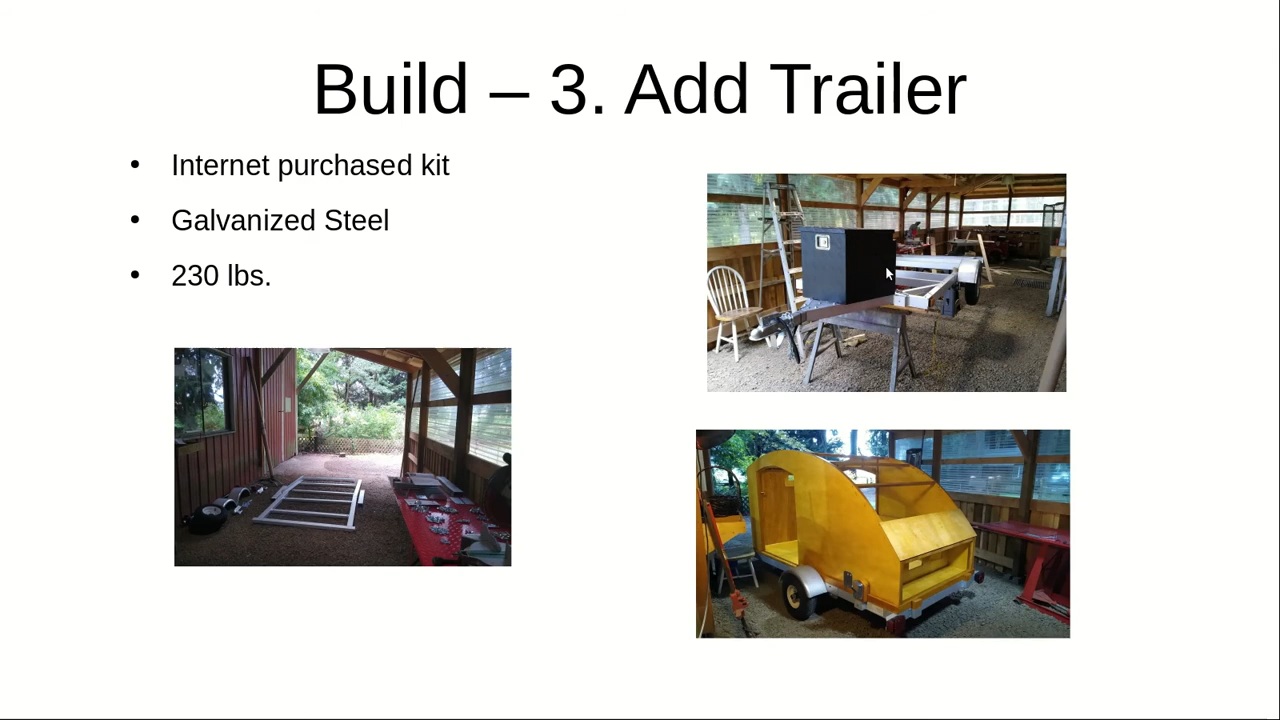 Build – 3. Add Trailer
• Internet purchased kit
• Galvanized Steel
• 230 lbs.